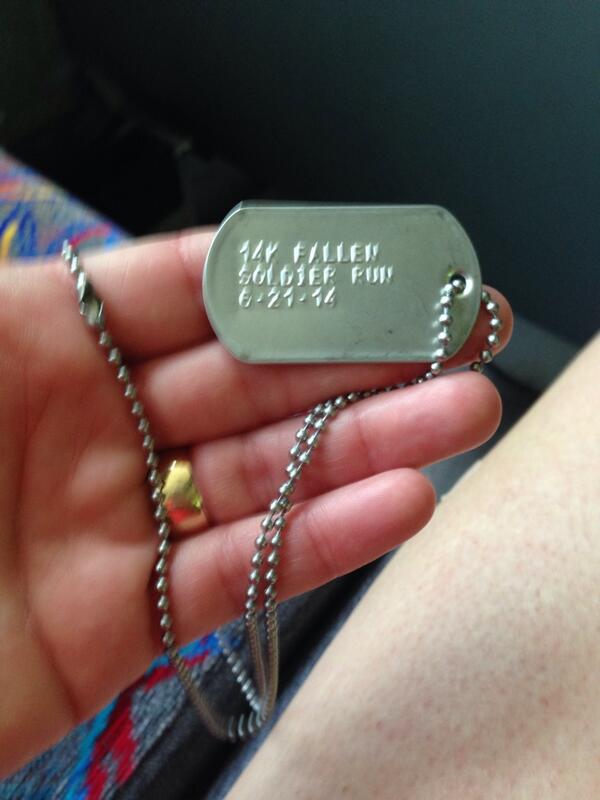 14K FALLEN
SOLDIER RUN
6-21-14